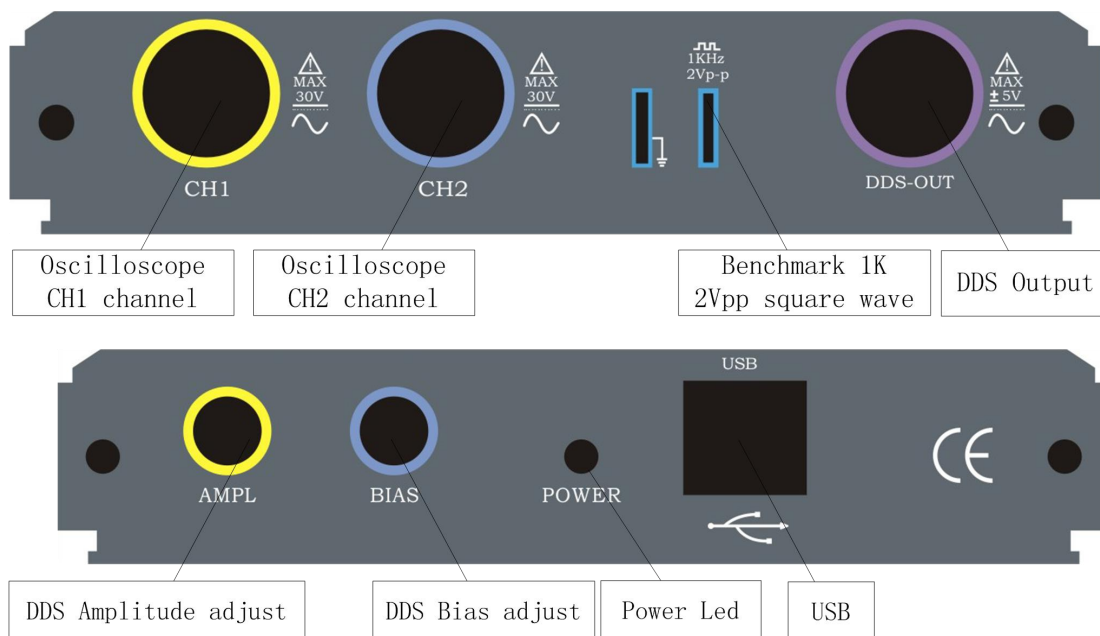 MAX
30V
CH1
MAX
30V
CH2
1KHz
2Vp-p
MAX
±5V
DDS-OUT
Oscilloscope
CH1 channel
Oscilloscope
CH2 channel
Benchmark 1K
2Vpp square wave
DDS Output
USB
AMPL
BIAS
POWER
CE
DDS Amplitude adjust
DDS Bias adjust
Power Led
USB